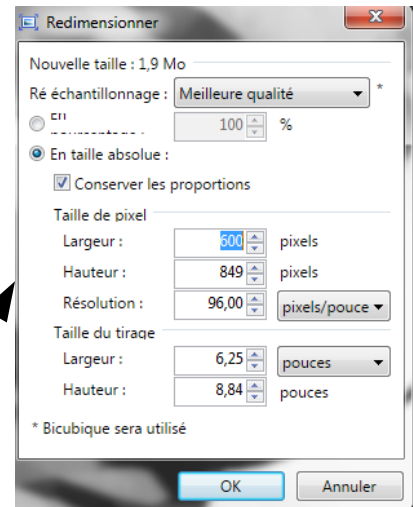 Redimensionner
Nouvelle taille : 1,9 Mo
Ré échantillonnage : Meilleure qualité *
En 100 %
En taille absolue :
Conserver les proportions
Taille de pixel
Largeur : 600 pixels
Hauteur : 849 pixels
Résolution : 96,00 pixels/pouce
Taille du tirage
Largeur : 6,25 pouces
Hauteur : 8,84 pouces
* Bicubique sera utilisé
OK Annuler